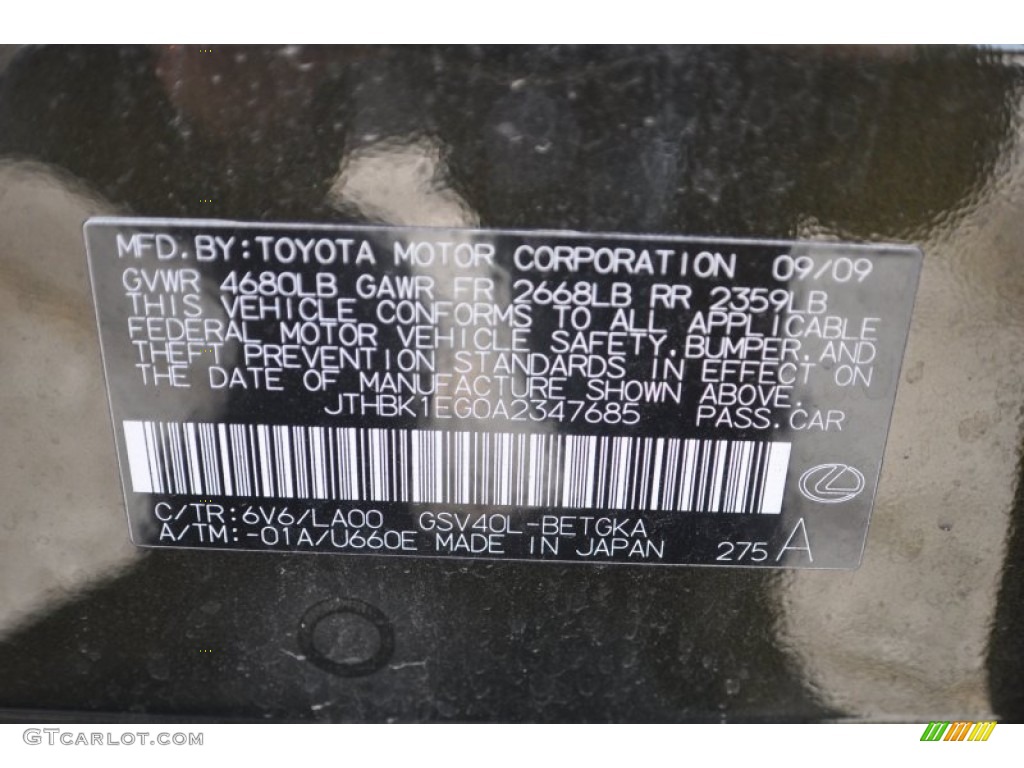 MFD.BY:TOYOTA MOTOR CORPORATION 09/09
GVWR 4680LB GAWR FR 2668LB RR 2359LB
THIS VEHICLE CONFORMS TO ALL APPLICABLE
FEDERAL MOTOR VEHICLE SAFETY.BUMPER.AND
THEFT PREVENTION STANDARDS IN EFFECT ON
THE DATE OF MANUFACTURE SHOWN ABOVE.
JTHBK1EG0A2347685 PASS.CAR
C/TR:6V6/LA00 GSV40L-BETGKA
A/TM:-01A/U660E MADE IN JAPAN 275 A
GTCarLot.com